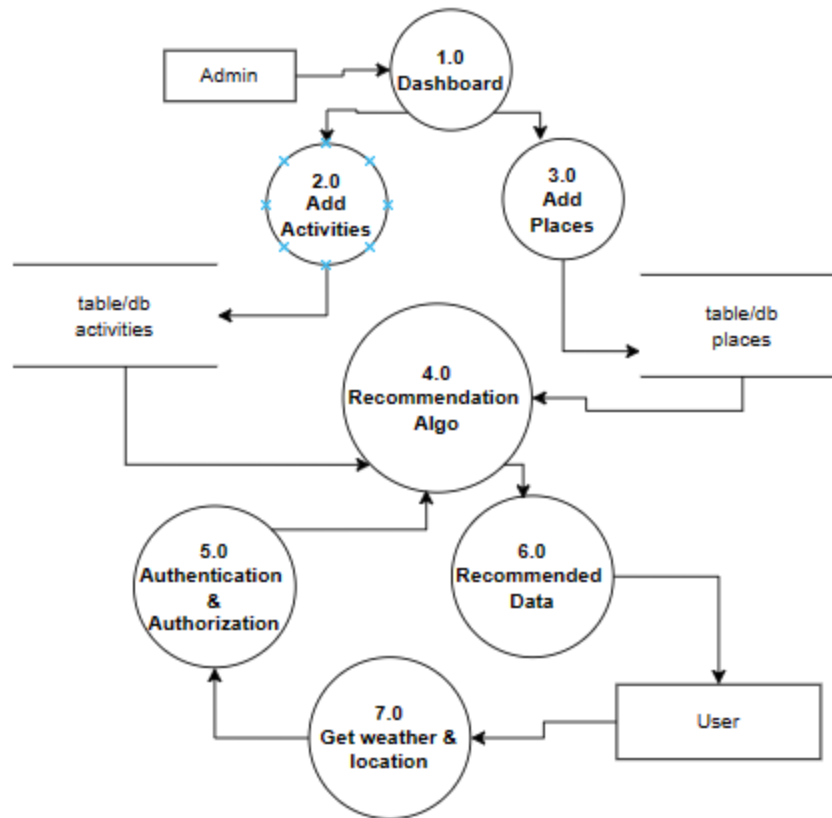 Admin
1.0
Dashboard
2.0
Add
Activities
3.0
Add
Places
table/db
activities
table/db
places
4.0
Recommendation
Algo
5.0
Authentication
&
Authorization
6.0
Recommended
Data
7.0
Get weather &
location
User